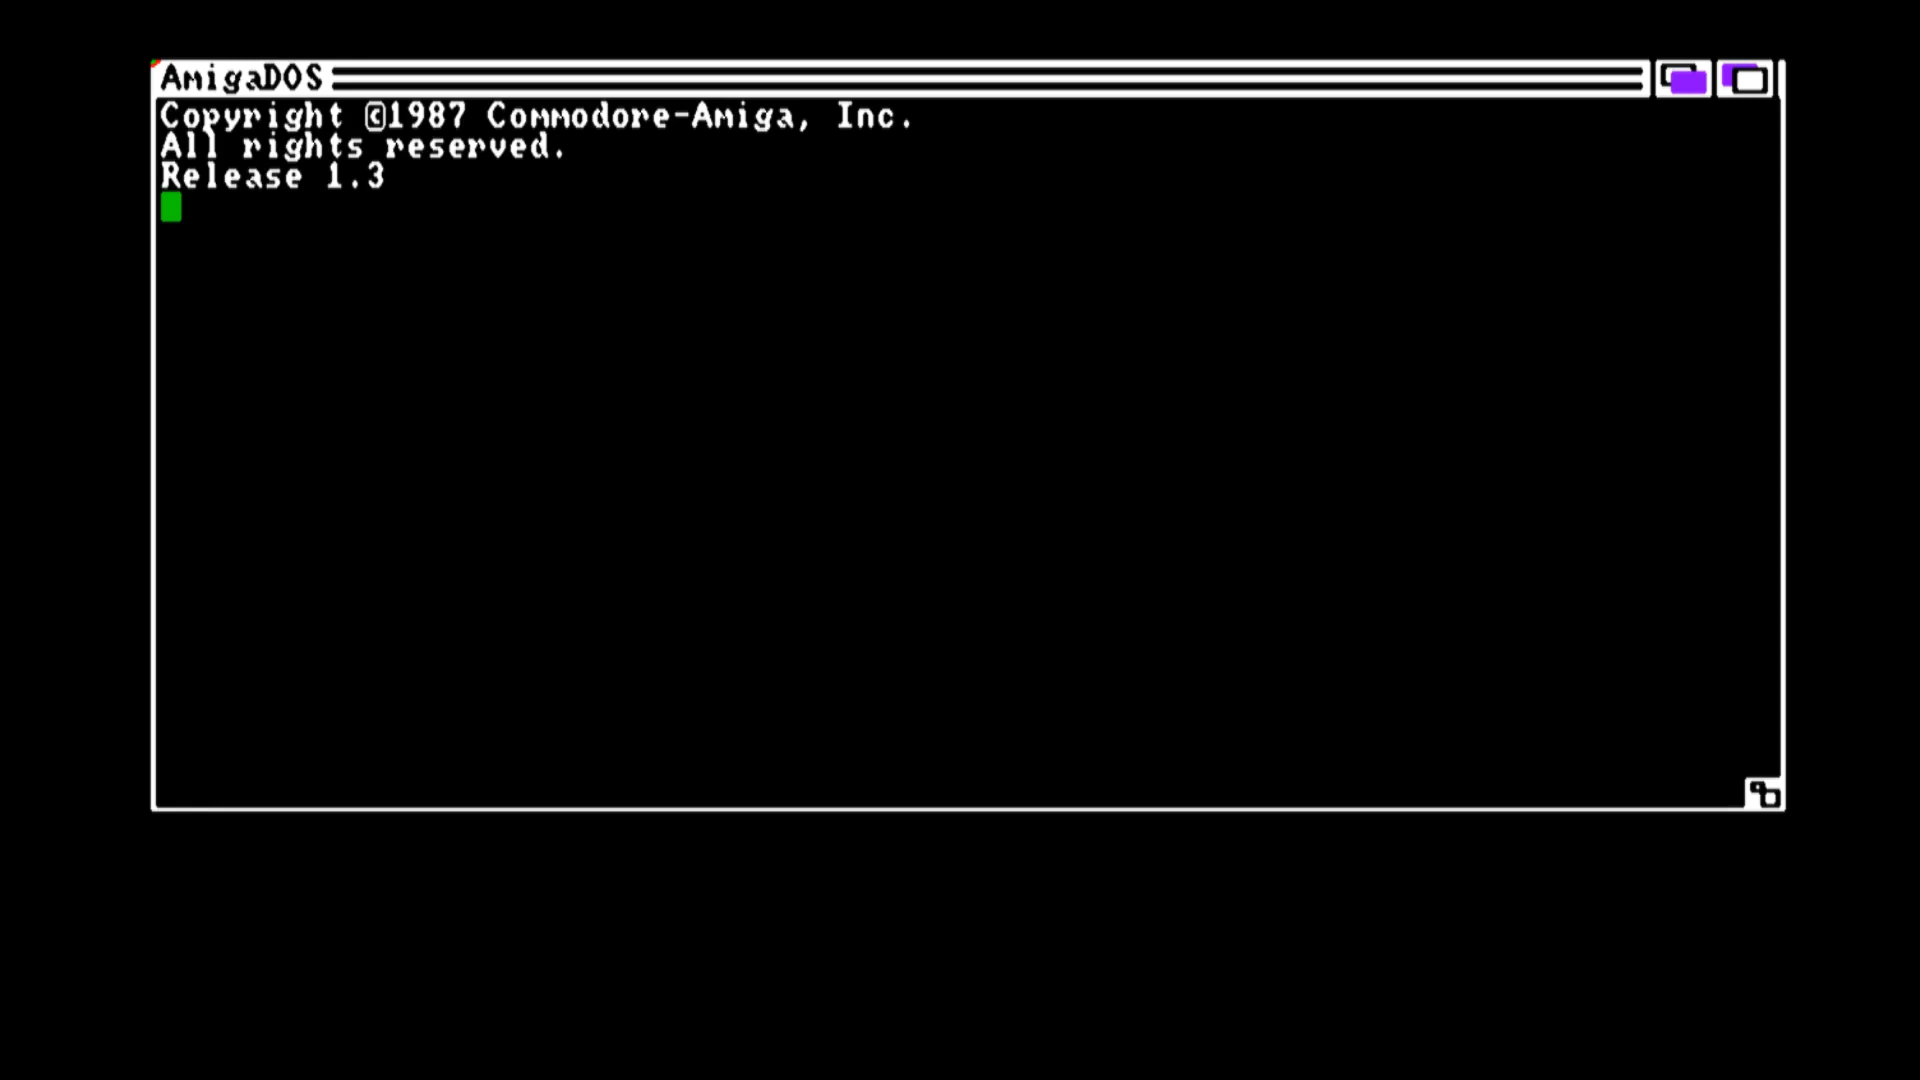 AmigaDOS
Copyright ©1987 Commodore-Amiga, Inc.
All rights reserved.
Release 1.3